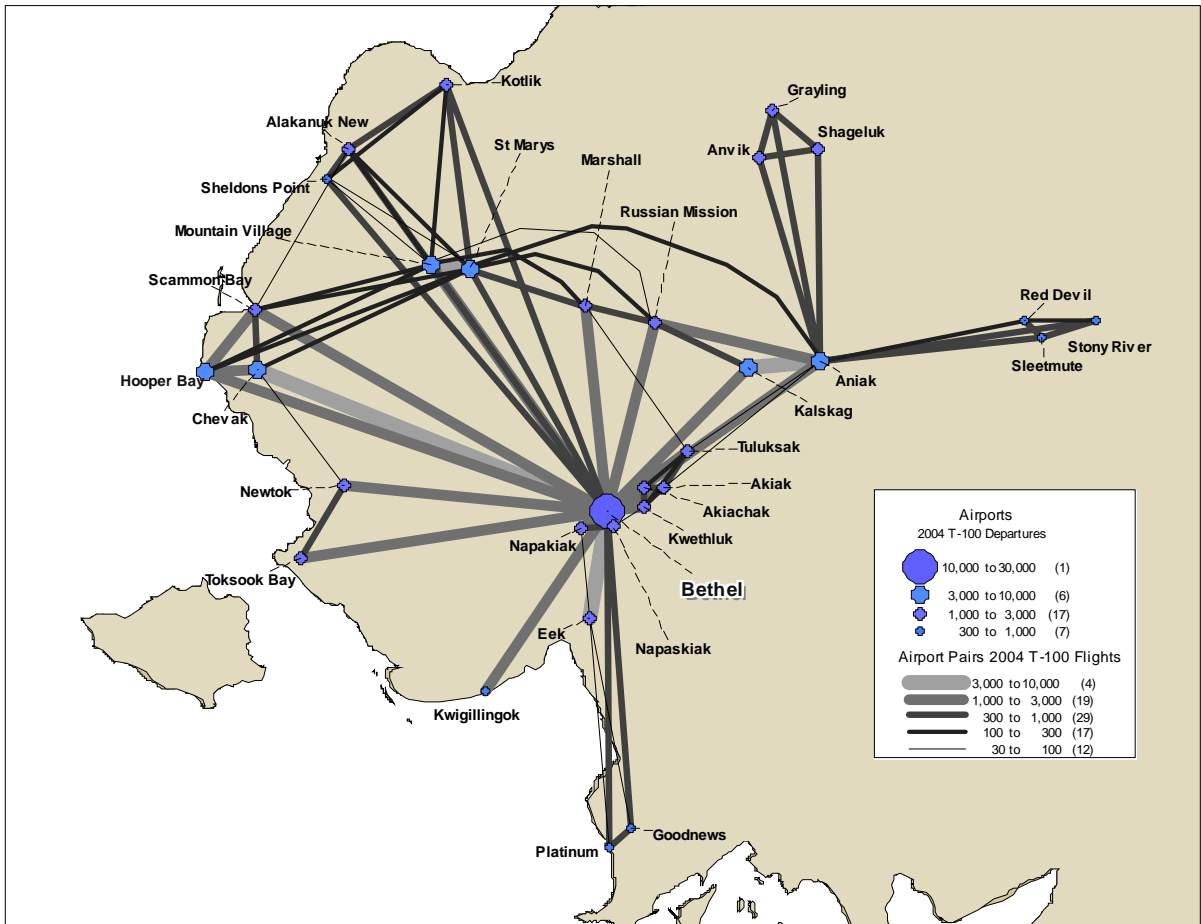 Kotlik
Grayling
Alakanuk New
St Marys
Shageluk
Anvik
Marshall
Sheldons Point
Russian Mission
Mountain Village
Scammon Bay
Red Devil
Stony River
Sleetmute
Hooper Bay
Aniak
Kalskag
Chevak
Tuluksak
Newtok
Akiak
Akiachak
Kwethluk
Napakiak
Toksook Bay
Bethel
Eek
Napaskiak
Kwigillingok
Goodnews
Platinum
Airports
2004 T-100 Departures
10,000 to 30,000 (1)
3,000 to 10,000 (6)
1,000 to 3,000 (17)
300 to 1,000 (7)
Airport Pairs 2004 T-100 Flights
3,000 to 10,000 (4)
1,000 to 3,000 (19)
300 to 1,000 (29)
100 to 300 (17)
30 to 100 (12)